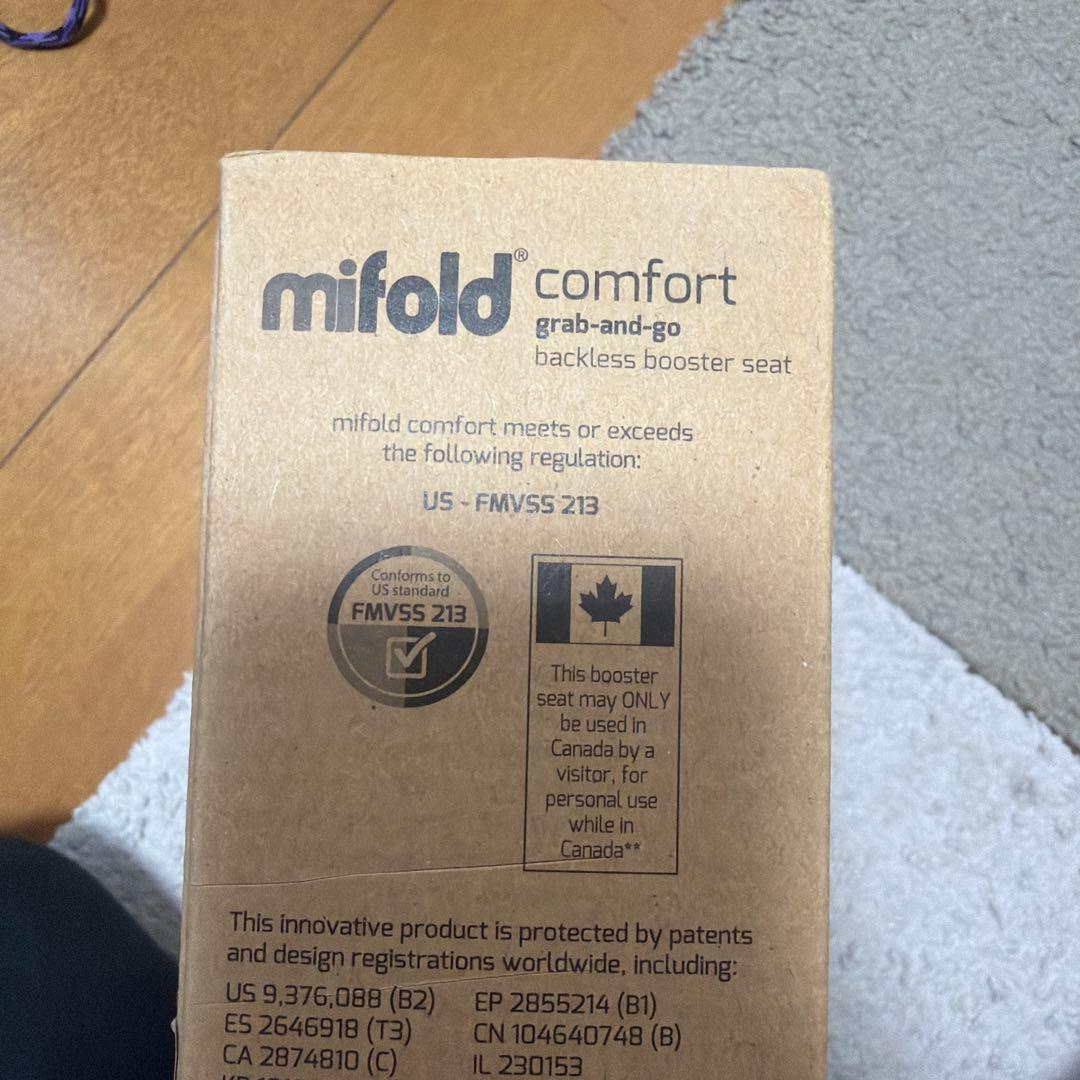 mifold® comfort
grab-and-go
backless booster seat
mifold comfort meets or exceeds
the following regulation:
US - FMVSS 213
Conforms to
US standard
FMVSS 213
This booster
seat may ONLY
be used in
Canada by a
visitor, for
personal use
while in
Canada**
This innovative product is protected by patents
and design registrations worldwide, including:
US 9,376,088 (B2) EP 2855214 (B1)
ES 2646918 (T3) CN 104640748 (B)
CA 2874810 (C) IL 230153